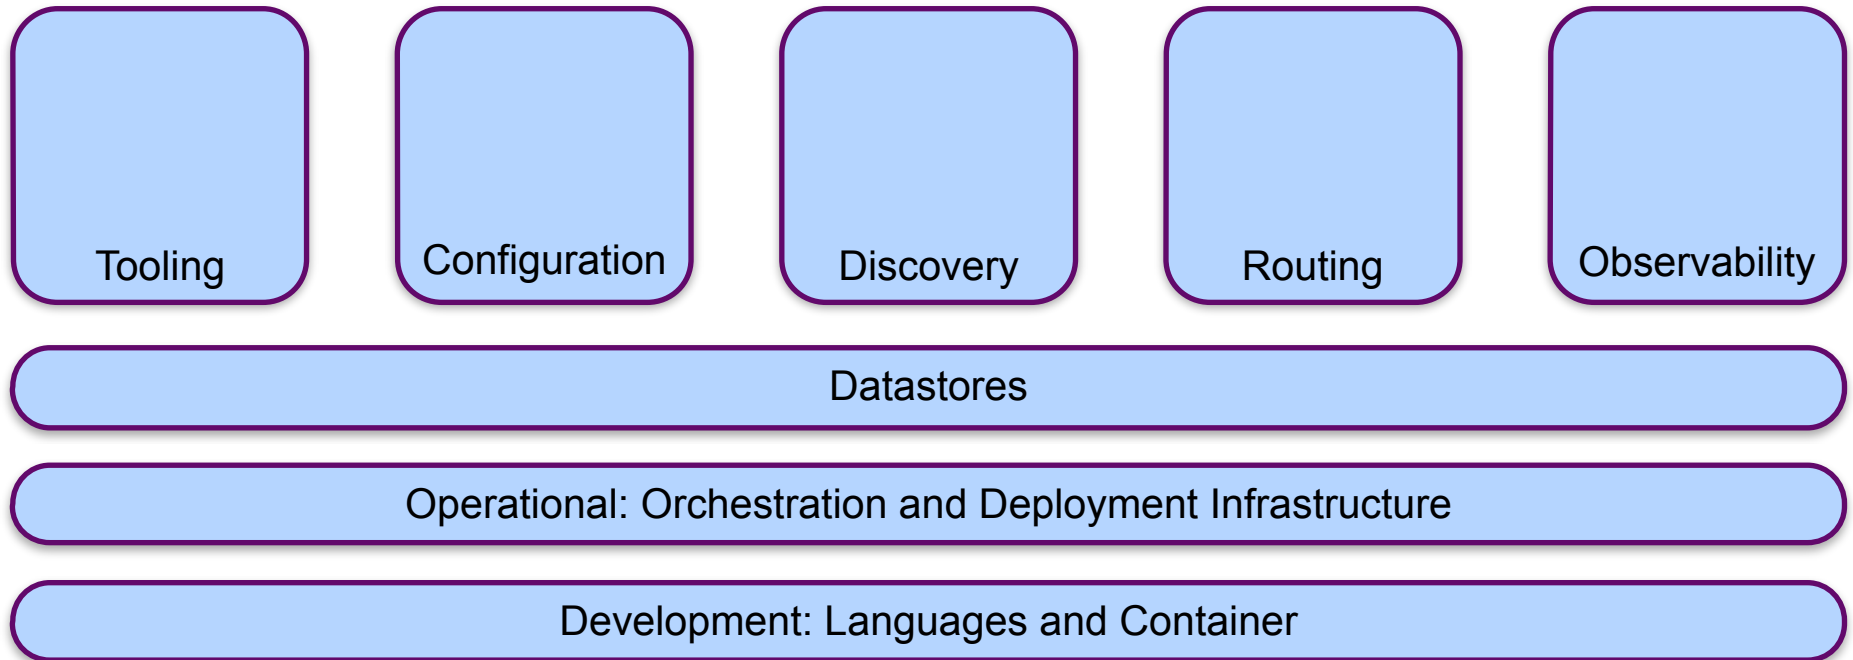 Tooling
Configuration
Discovery
Routing
Observability
Datastores
Operational: Orchestration and Deployment Infrastructure
Development: Languages and Container